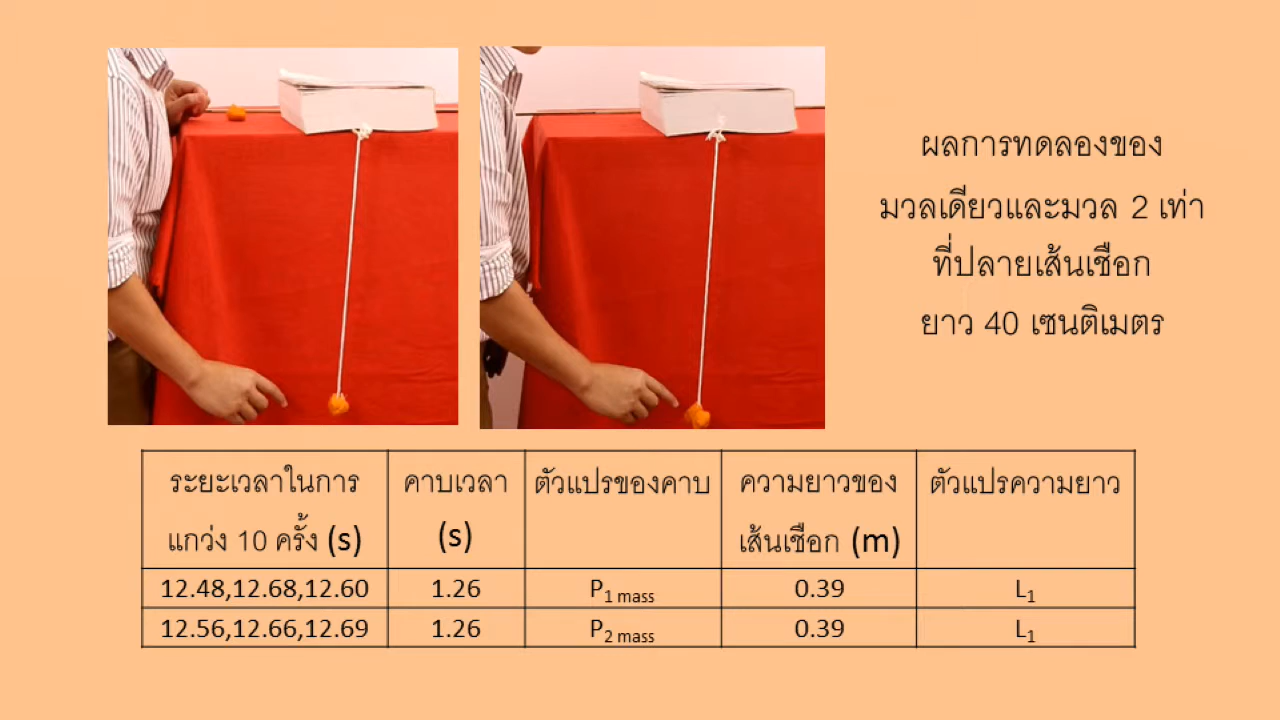 ผลการทดลองของ
มวลเดียวและมวล 2 เท่า
ที่ปลายเส้นเชือก
ยาว 40 เซนติเมตร
ระยะเวลาในการ แกว่ง 10 ครั้ง (s) คาบเวลา (s) ตัวแปรของคาบ ความยาวของ เส้นเชือก (m) ตัวแปรความยาว
12.48,12.68,12.60 1.26 P1 mass 0.39 L1
12.56,12.66,12.69 1.26 P2 mass 0.39 L1